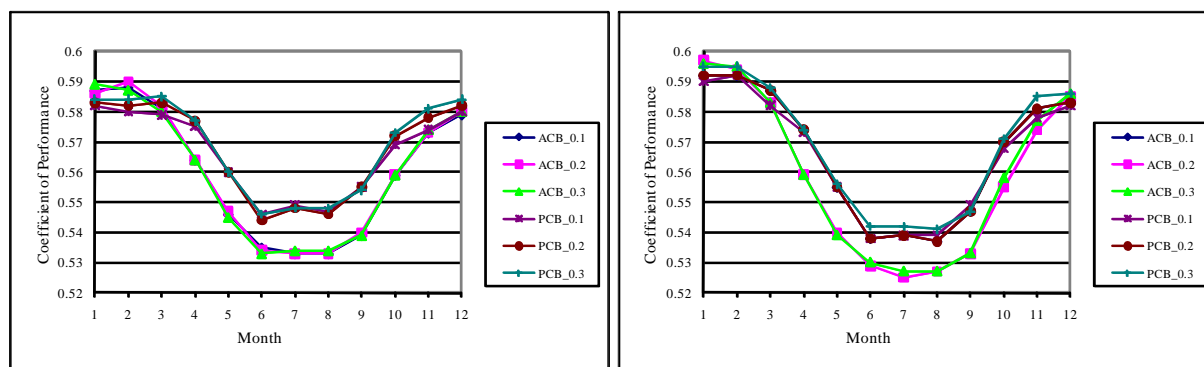 Coefficient of Performance
0.6
0.59
0.58
0.57
0.56
0.55
0.54
0.53
0.52
1 2 3 4 5 6 7 8 9 10 11 12
Month
ACB_0.1
ACB_0.2
ACB_0.3
PCB_0.1
PCB_0.2
PCB_0.3
Coefficient of Performance
0.6
0.59
0.58
0.57
0.56
0.55
0.54
0.53
0.52
1 2 3 4 5 6 7 8 9 10 11 12
Month
ACB_0.1
ACB_0.2
ACB_0.3
PCB_0.1
PCB_0.2
PCB_0.3